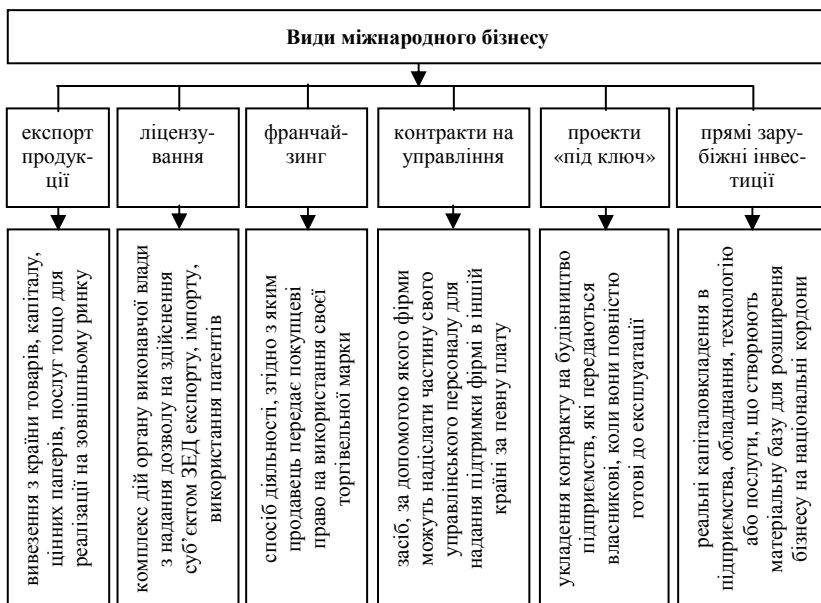 Види міжнародного бізнесу
експорт
продук-
ції
ліцензу-
вання
франчай-
зинг
контракти на
управління
проекти
«під ключ»
прямі зару-
біжні інвес-
тиції
вивезення з країни товарів, капіталу,
цінних паперів, послуг тощо для
реалізації на зовнішньому ринку
комплекс дій органу виконавчої влади
з надання дозволу на здійснення
суб’єктом ЗЕД експорту, імпорту,
використання патентів
спосіб діяльності, згідно з яким
продавець передає покупцеві
право на використання своєї
торгівельної марки
засіб, за допомогою якого фірми
можуть надіслати частину свого
управлінського персоналу для
надання підтримки фірмі в іншій
країні за певну плату
укладення контракту на будівництво
підприємств, які передаються
власникові, коли вони повністю
готові до експлуатації
реальні капіталовкладення в
підприємства, обладнання, технологію
або послуги, що створюють
матеріальну базу для розширення
бізнесу на національні кордони